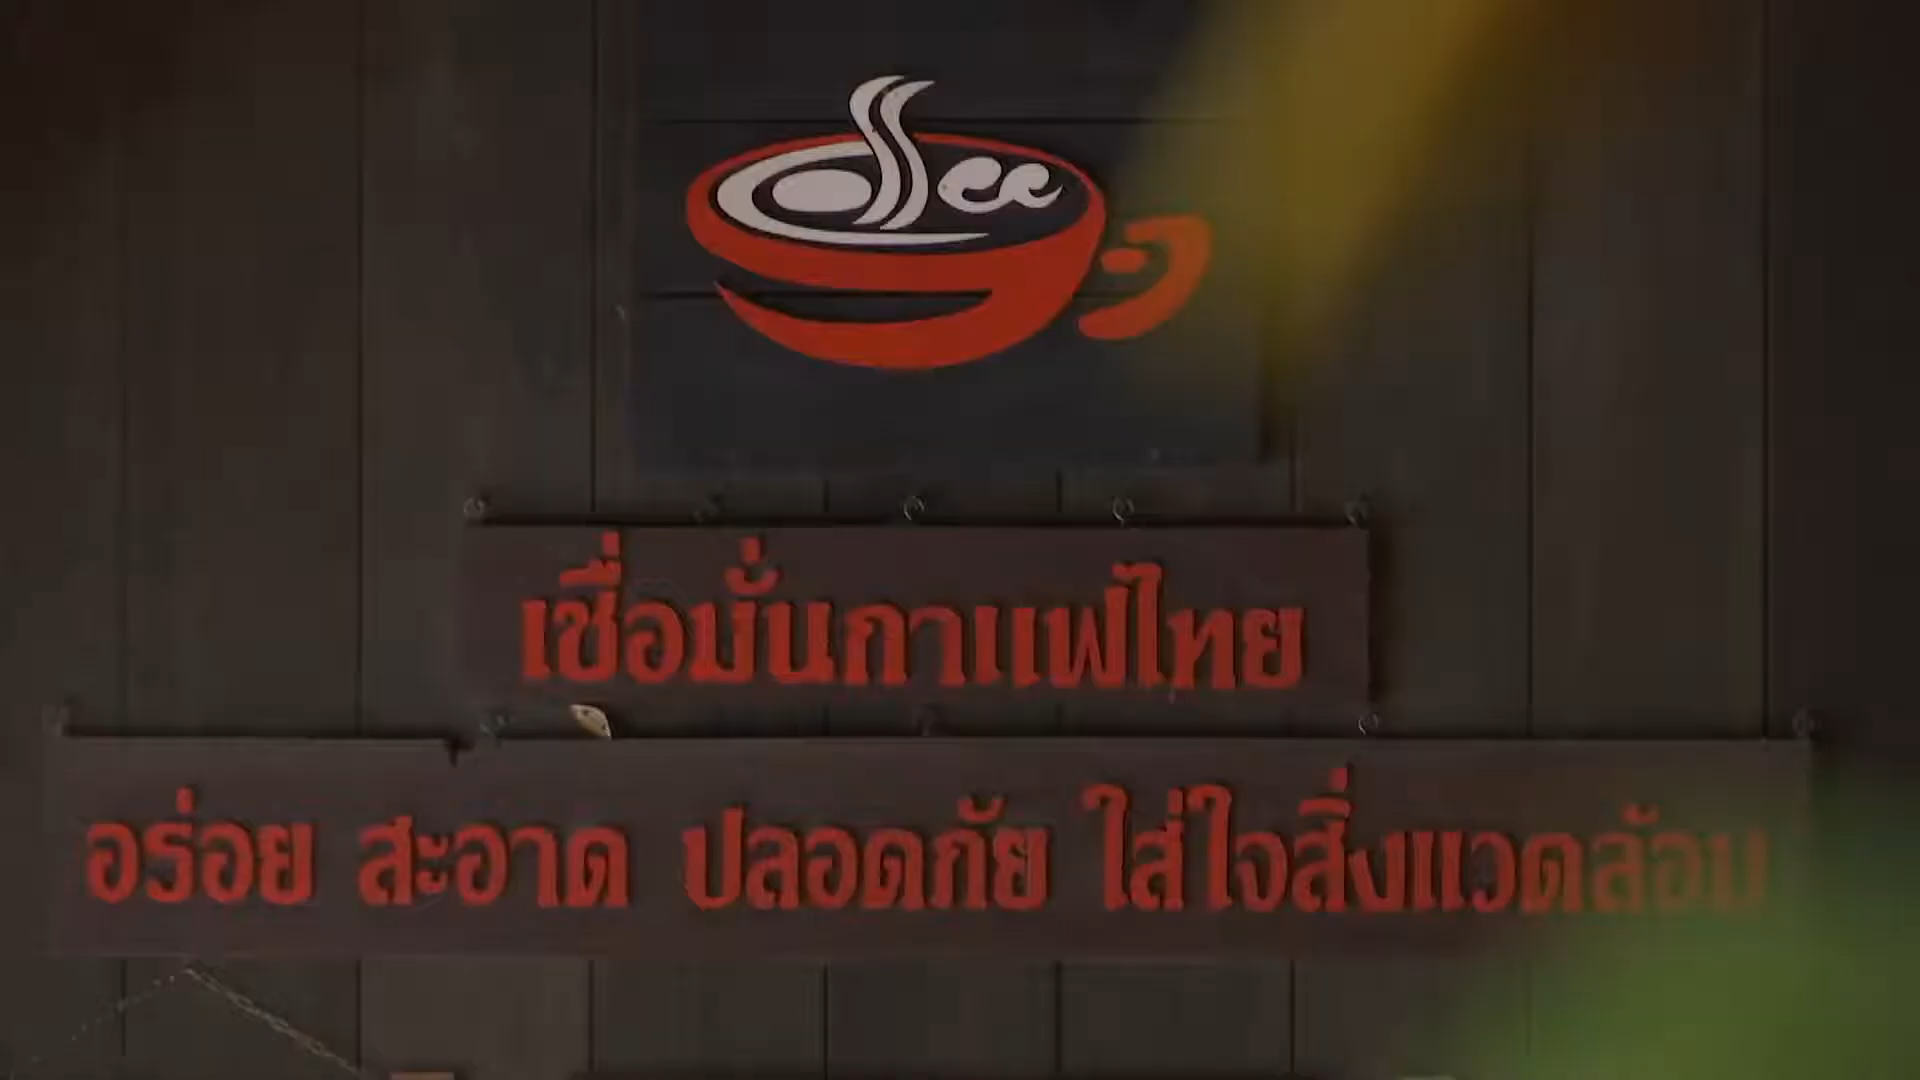 coffee
เชื่อมั่นกาแฟไทย
อร่อย สะอาด ปลอดภัย ใส่ใจสิ่งแวดล้อม